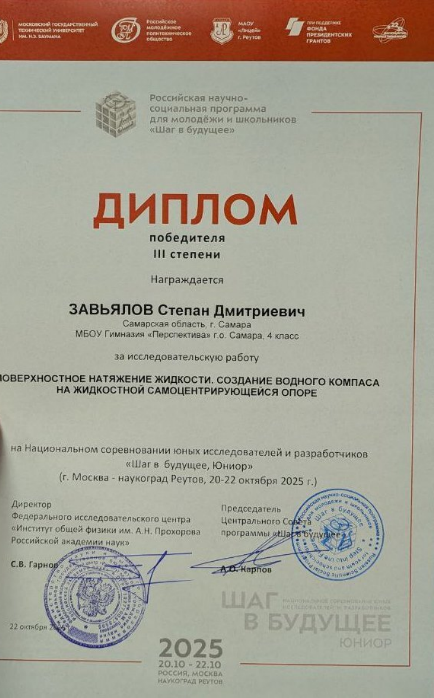 МОСКОВСКИЙ ГОСУДАРСТВЕННЫЙ
ТЕХНИЧЕСКИЙ УНИВЕРСИТЕТ
ИМ. Н.Э. БАУМАНА
Российское
молодёжное
политехническое
общество
МАОУ
«Лицей»
г. Реутов
ПРИ ПОДДЕРЖКЕ
ФОНДА
ПРЕЗИДЕНТСКИХ
ГРАНТОВ
Российская научно-
социальная программа
для молодёжи и школьников
«Шаг в будущее»
ДИПЛОМ
победителя
III степени
Награждается
ЗАВЬЯЛОВ Степан Дмитриевич
Самарская область, г. Самара
МБОУ Гимназия «Перспектива» г.о. Самара, 4 класс
за исследовательскую работу
ПОВЕРХНОСТНОЕ НАТЯЖЕНИЕ ЖИДКОСТИ. СОЗДАНИЕ ВОДНОГО КОМПАСА
НА ЖИДКОСТНОЙ САМОЦЕНТРИРУЮЩЕЙСЯ ОПОРЕ
на Национальном соревновании юных исследователей и разработчиков
«Шаг в будущее, Юниор»
(г. Москва - наукоград Реутов, 20-22 октября 2025 г.)
Директор
Федерального исследовательского центра
«Институт общей физики им. А.Н. Прохорова
Российской академии наук»
С.В. Гарнов
Председатель
Центрального Совета
программы «Шаг в будущее»
А.О. Карпов
22 октября
ШАГ
В БУДУЩЕЕ
ЮНИОР
2025
20.10 - 22.10
РОССИЯ, МОСКВА
НАУКОГРАД РЕУТОВ